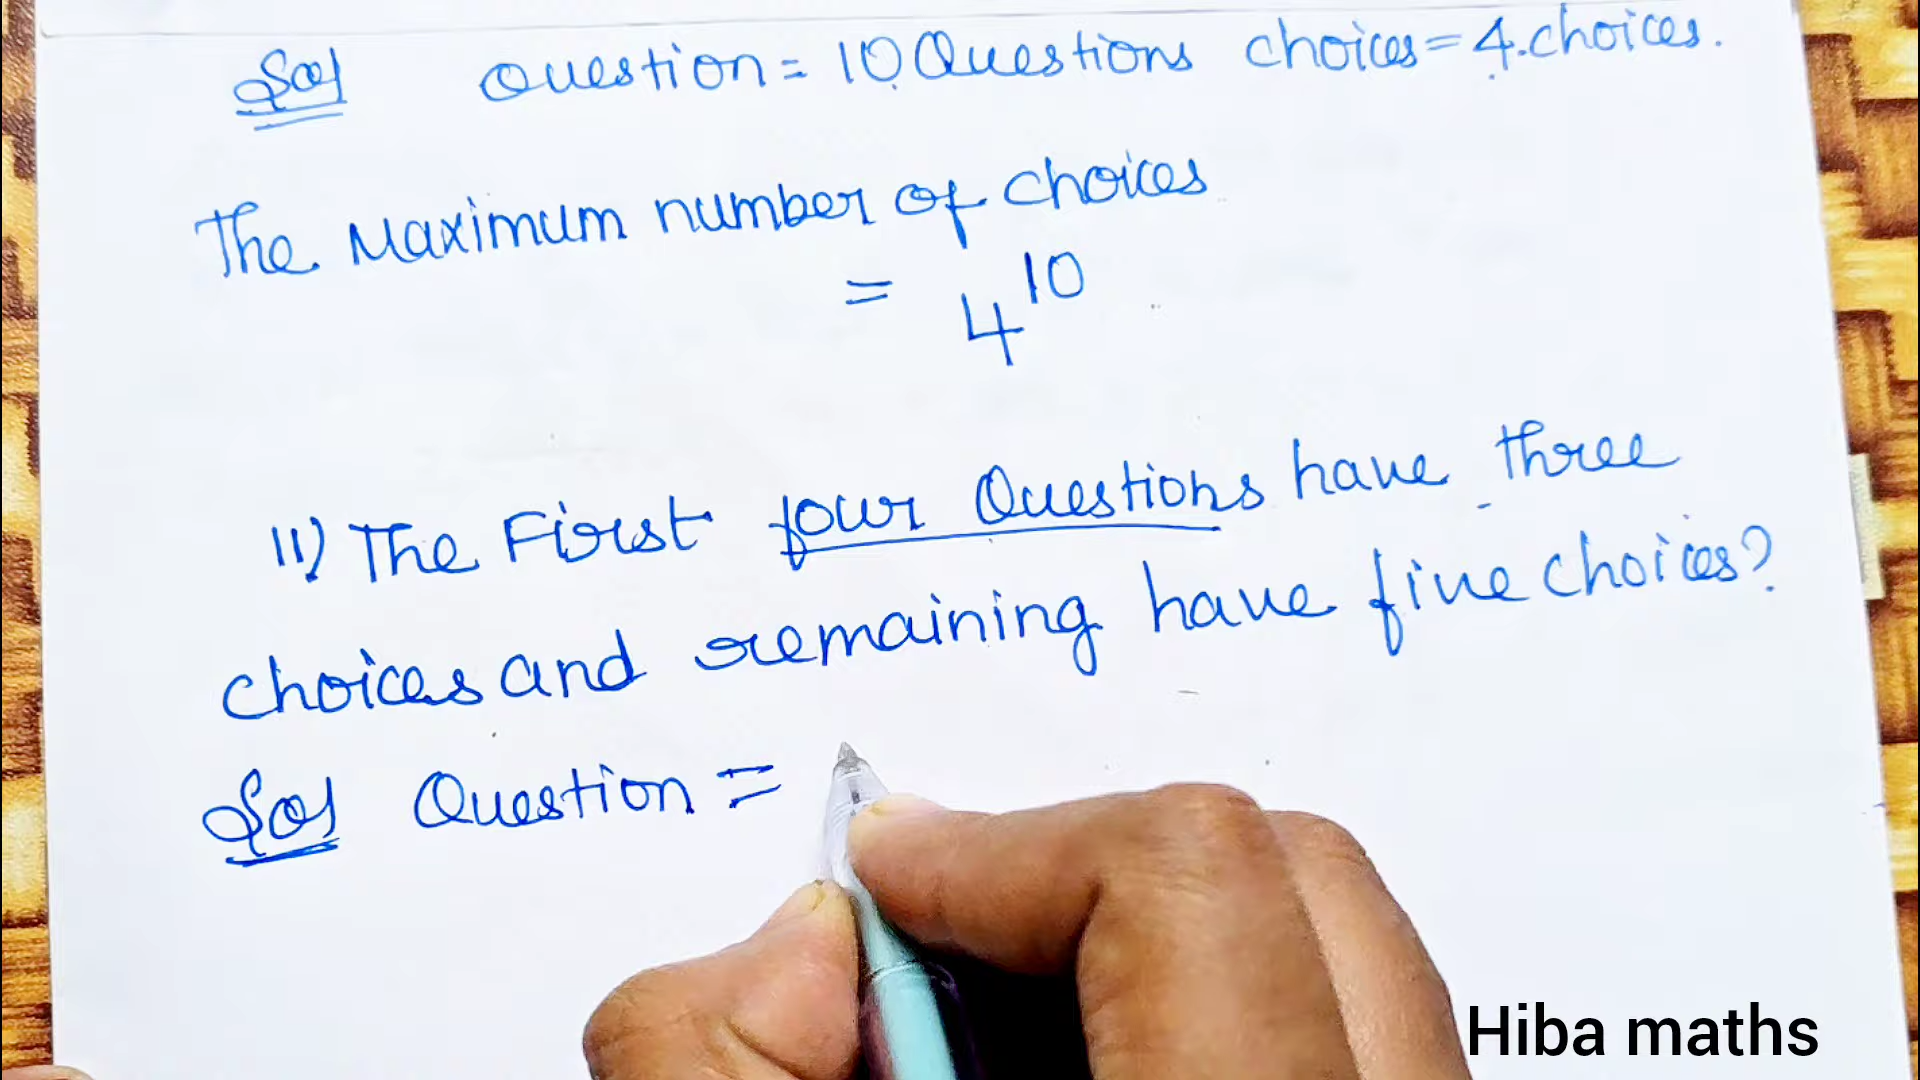 Sol Question = 10 Questions choices = 4 choices.
The Maximum number of choices
= 4^10
11) The First four Questions have three
choices and remaining have five choices?
Sol Question =
Hiba maths